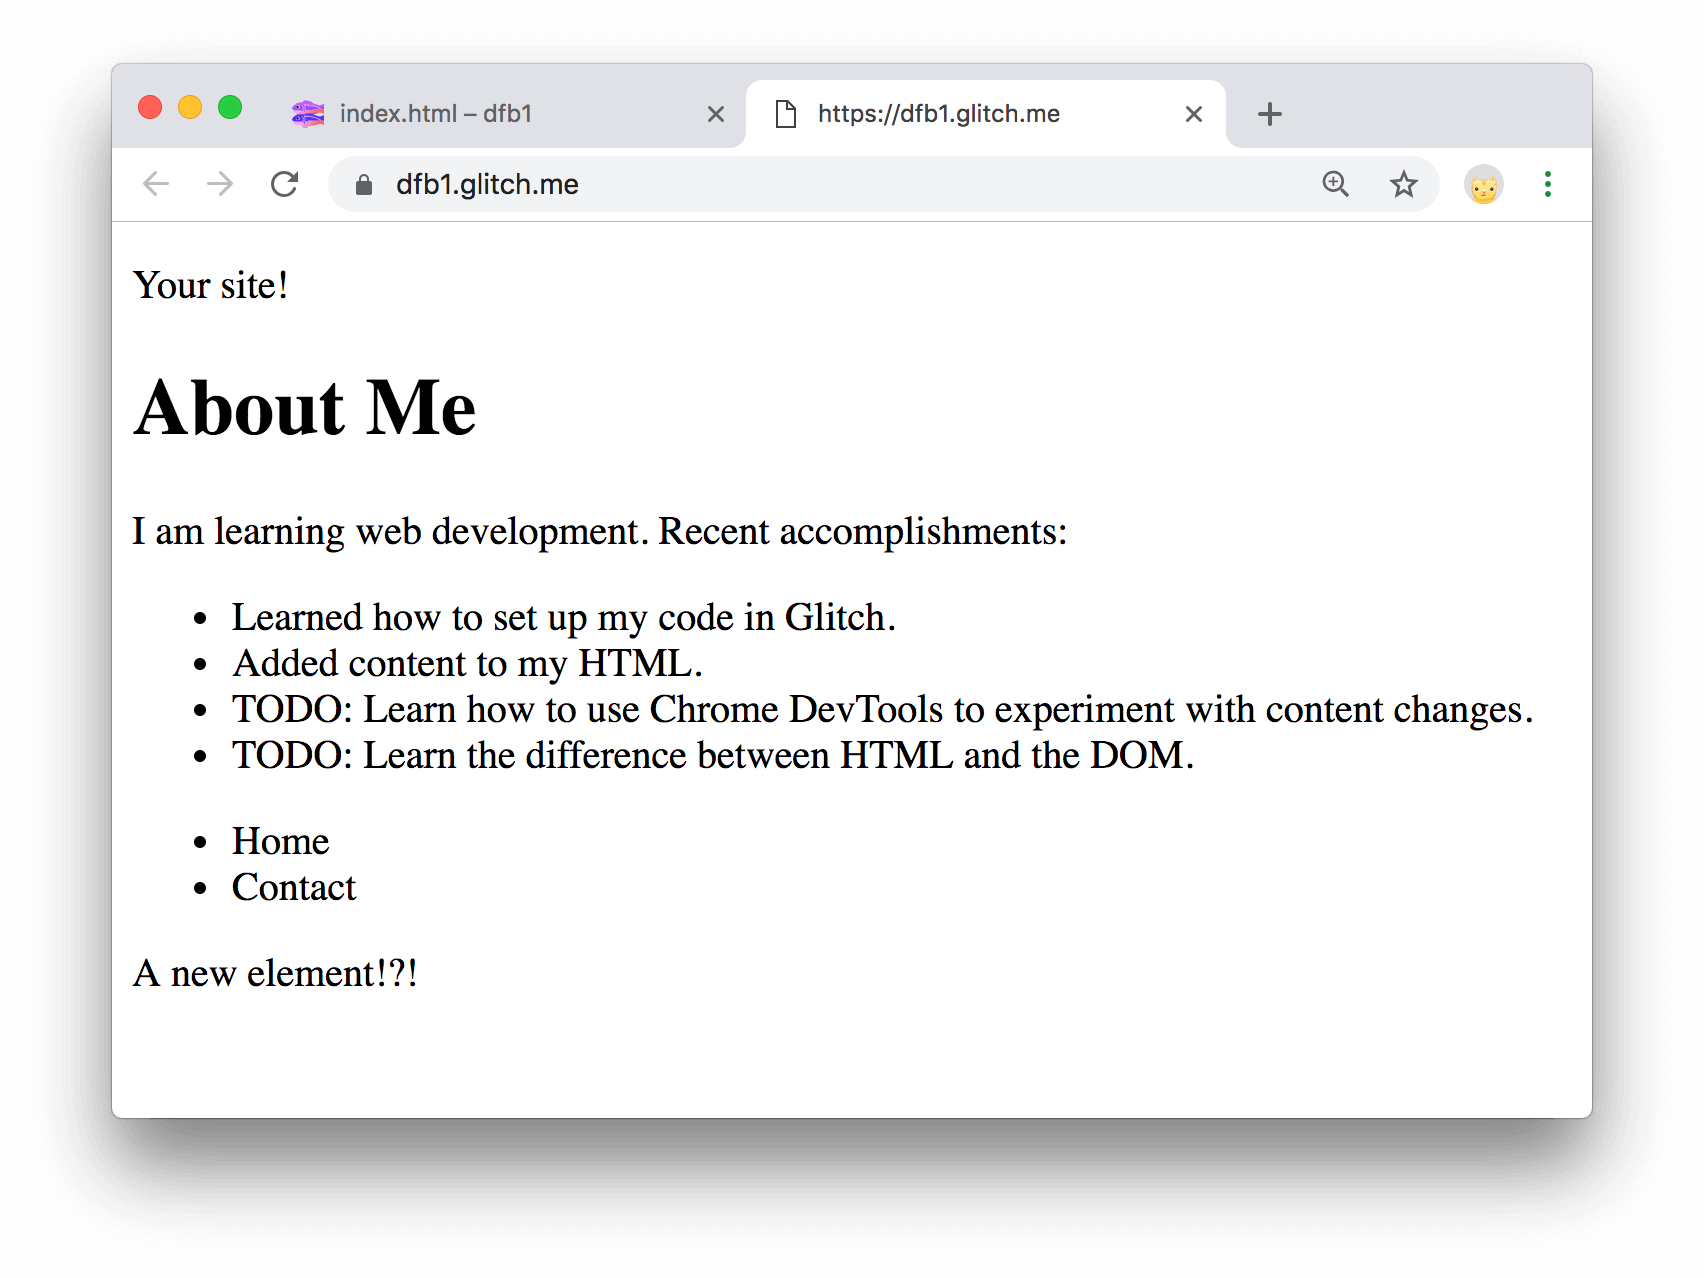 index.html – dfb1
https://dfb1.glitch.me
dfb1.glitch.me
Your site!
About Me
I am learning web development. Recent accomplishments:
• Learned how to set up my code in Glitch.
• Added content to my HTML.
• TODO: Learn how to use Chrome DevTools to experiment with content changes.
• TODO: Learn the difference between HTML and the DOM.
• Home
• Contact
A new element!?!